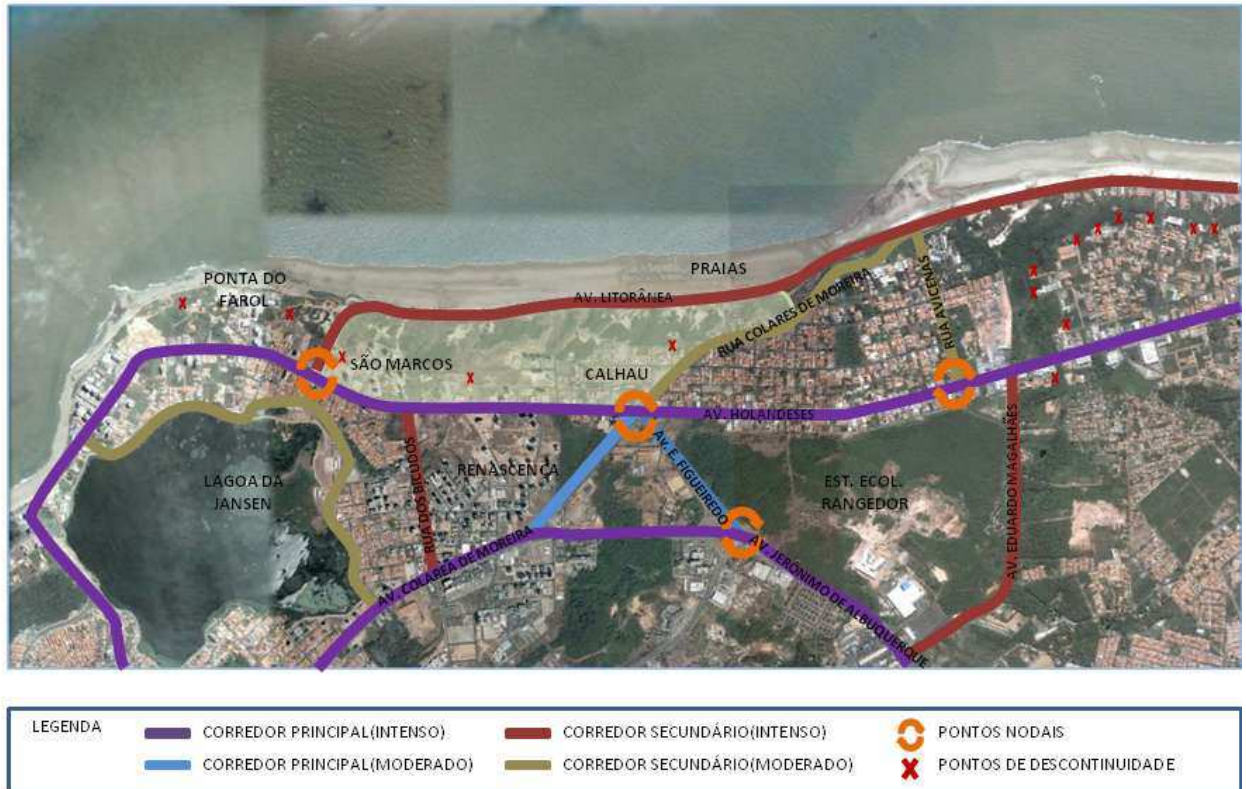 PONTA DO
FAROL
PRAIAS
AV. LITORÂNEA
RUA COLARES DE MOREIRA
RUA AVICENAS
SÃO MARCOS
CALHAU
AV. HOLANDESES
LAGOA DA
JANSEN
RUA DOS BICUDOS
RENASCENÇA
AV. E. FIGUEIREDO
EST. ECOL.
RANGEDOR
AV. EDUARDO MAGALHÃES
AV. COLAREA DE MOREIRA
AV. JERÔNIMO DE ALBUQUERQUE
LEGENDA
CORREDOR PRINCIPAL(INTENSO)
CORREDOR SECUNDÁRIO(INTENSO)
PONTOS NODAIS
CORREDOR PRINCIPAL(MODERADO)
CORREDOR SECUNDÁRIO(MODERADO)
PONTOS DE DESCONTINUIDADE